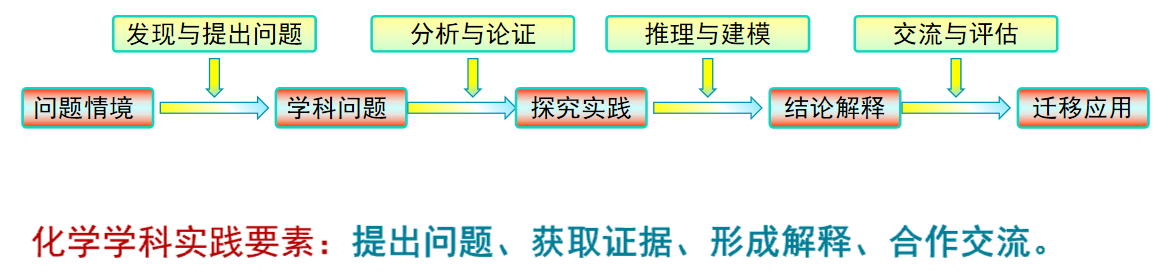 发现与提出问题 分析与论证 推理与建模 交流与评估
问题情境 学科问题 探究实践 结论解释 迁移应用
化学学科实践要素：提出问题、获取证据、形成解释、合作交流。